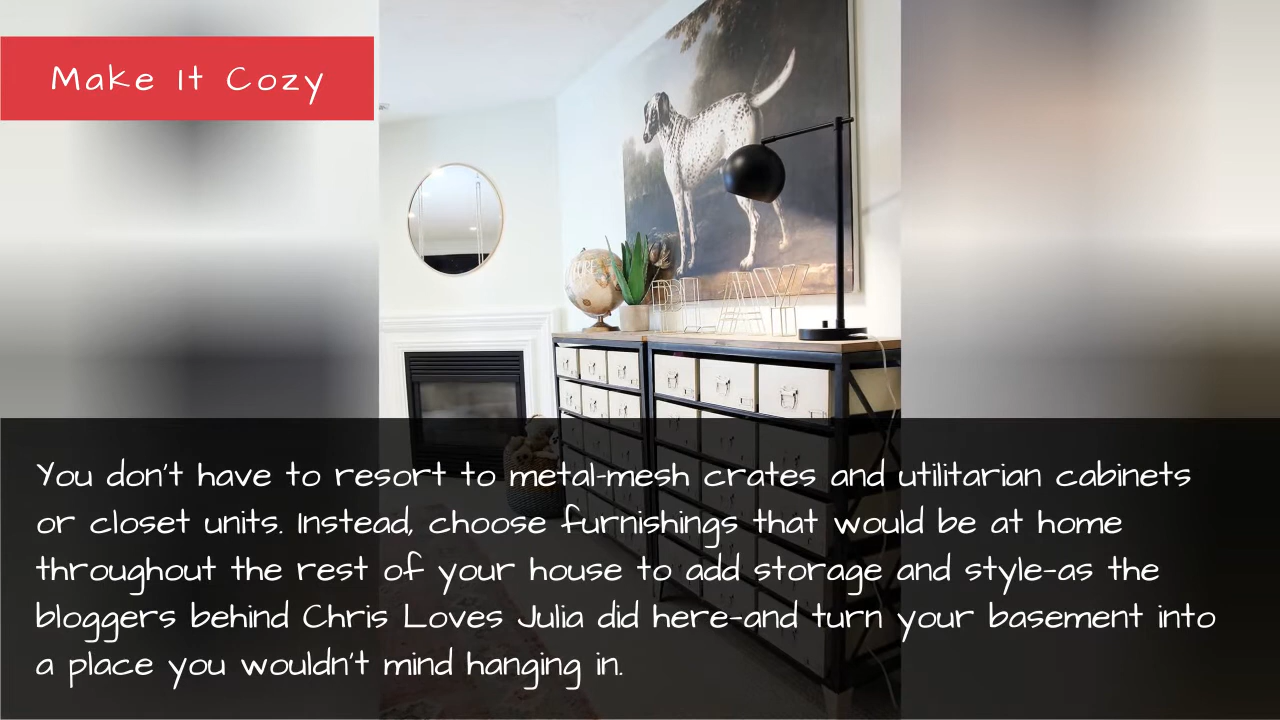 Make It Cozy
You don't have to resort to metal-mesh crates and utilitarian cabinets
or closet units. Instead, choose furnishings that would be at home
throughout the rest of your house to add storage and style-as the
bloggers behind Chris Loves Julia did here-and turn your basement into
a place you wouldn't mind hanging in.